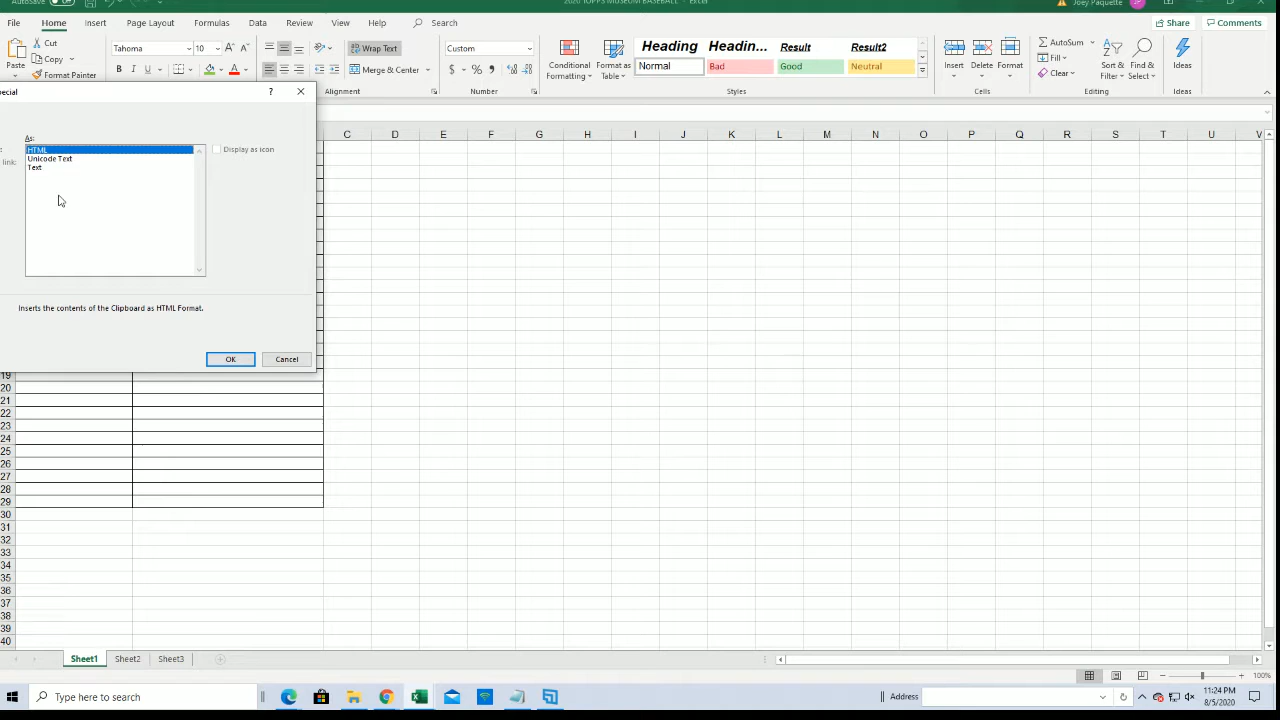 AutoSave
2020 TOPPS MUSEUM BASEBALL - Excel
Joey Paquette
JP
File Home Insert Page Layout Formulas Data Review View Help Search
Share Comments
Paste
Cut
Copy
Format Painter
Tahoma 10
B I U
Wrap Text
Merge & Center
Alignment
Custom
$ % ,
Number
Conditional
Formatting
Format as
Table
Heading Headin... Result Result2
Normal Bad Good Neutral
Styles
Insert Delete Format
Cells
AutoSum
Fill
Clear
Sort &
Filter
Find &
Select
Editing
Ideas
Ideas
ecial
?
C D E F G H I J K L M N O P Q R S T U V
As:
link:
HTML
Unicode Text
Text
Display as icon
Inserts the contents of the Clipboard as HTML Format.
OK Cancel
19
20
21
22
23
24
25
26
27
28
29
30
31
32
33
34
35
36
37
38
39
40
Sheet1 Sheet2 Sheet3
100%
Type here to search
Address
11:24 PM
8/5/2020